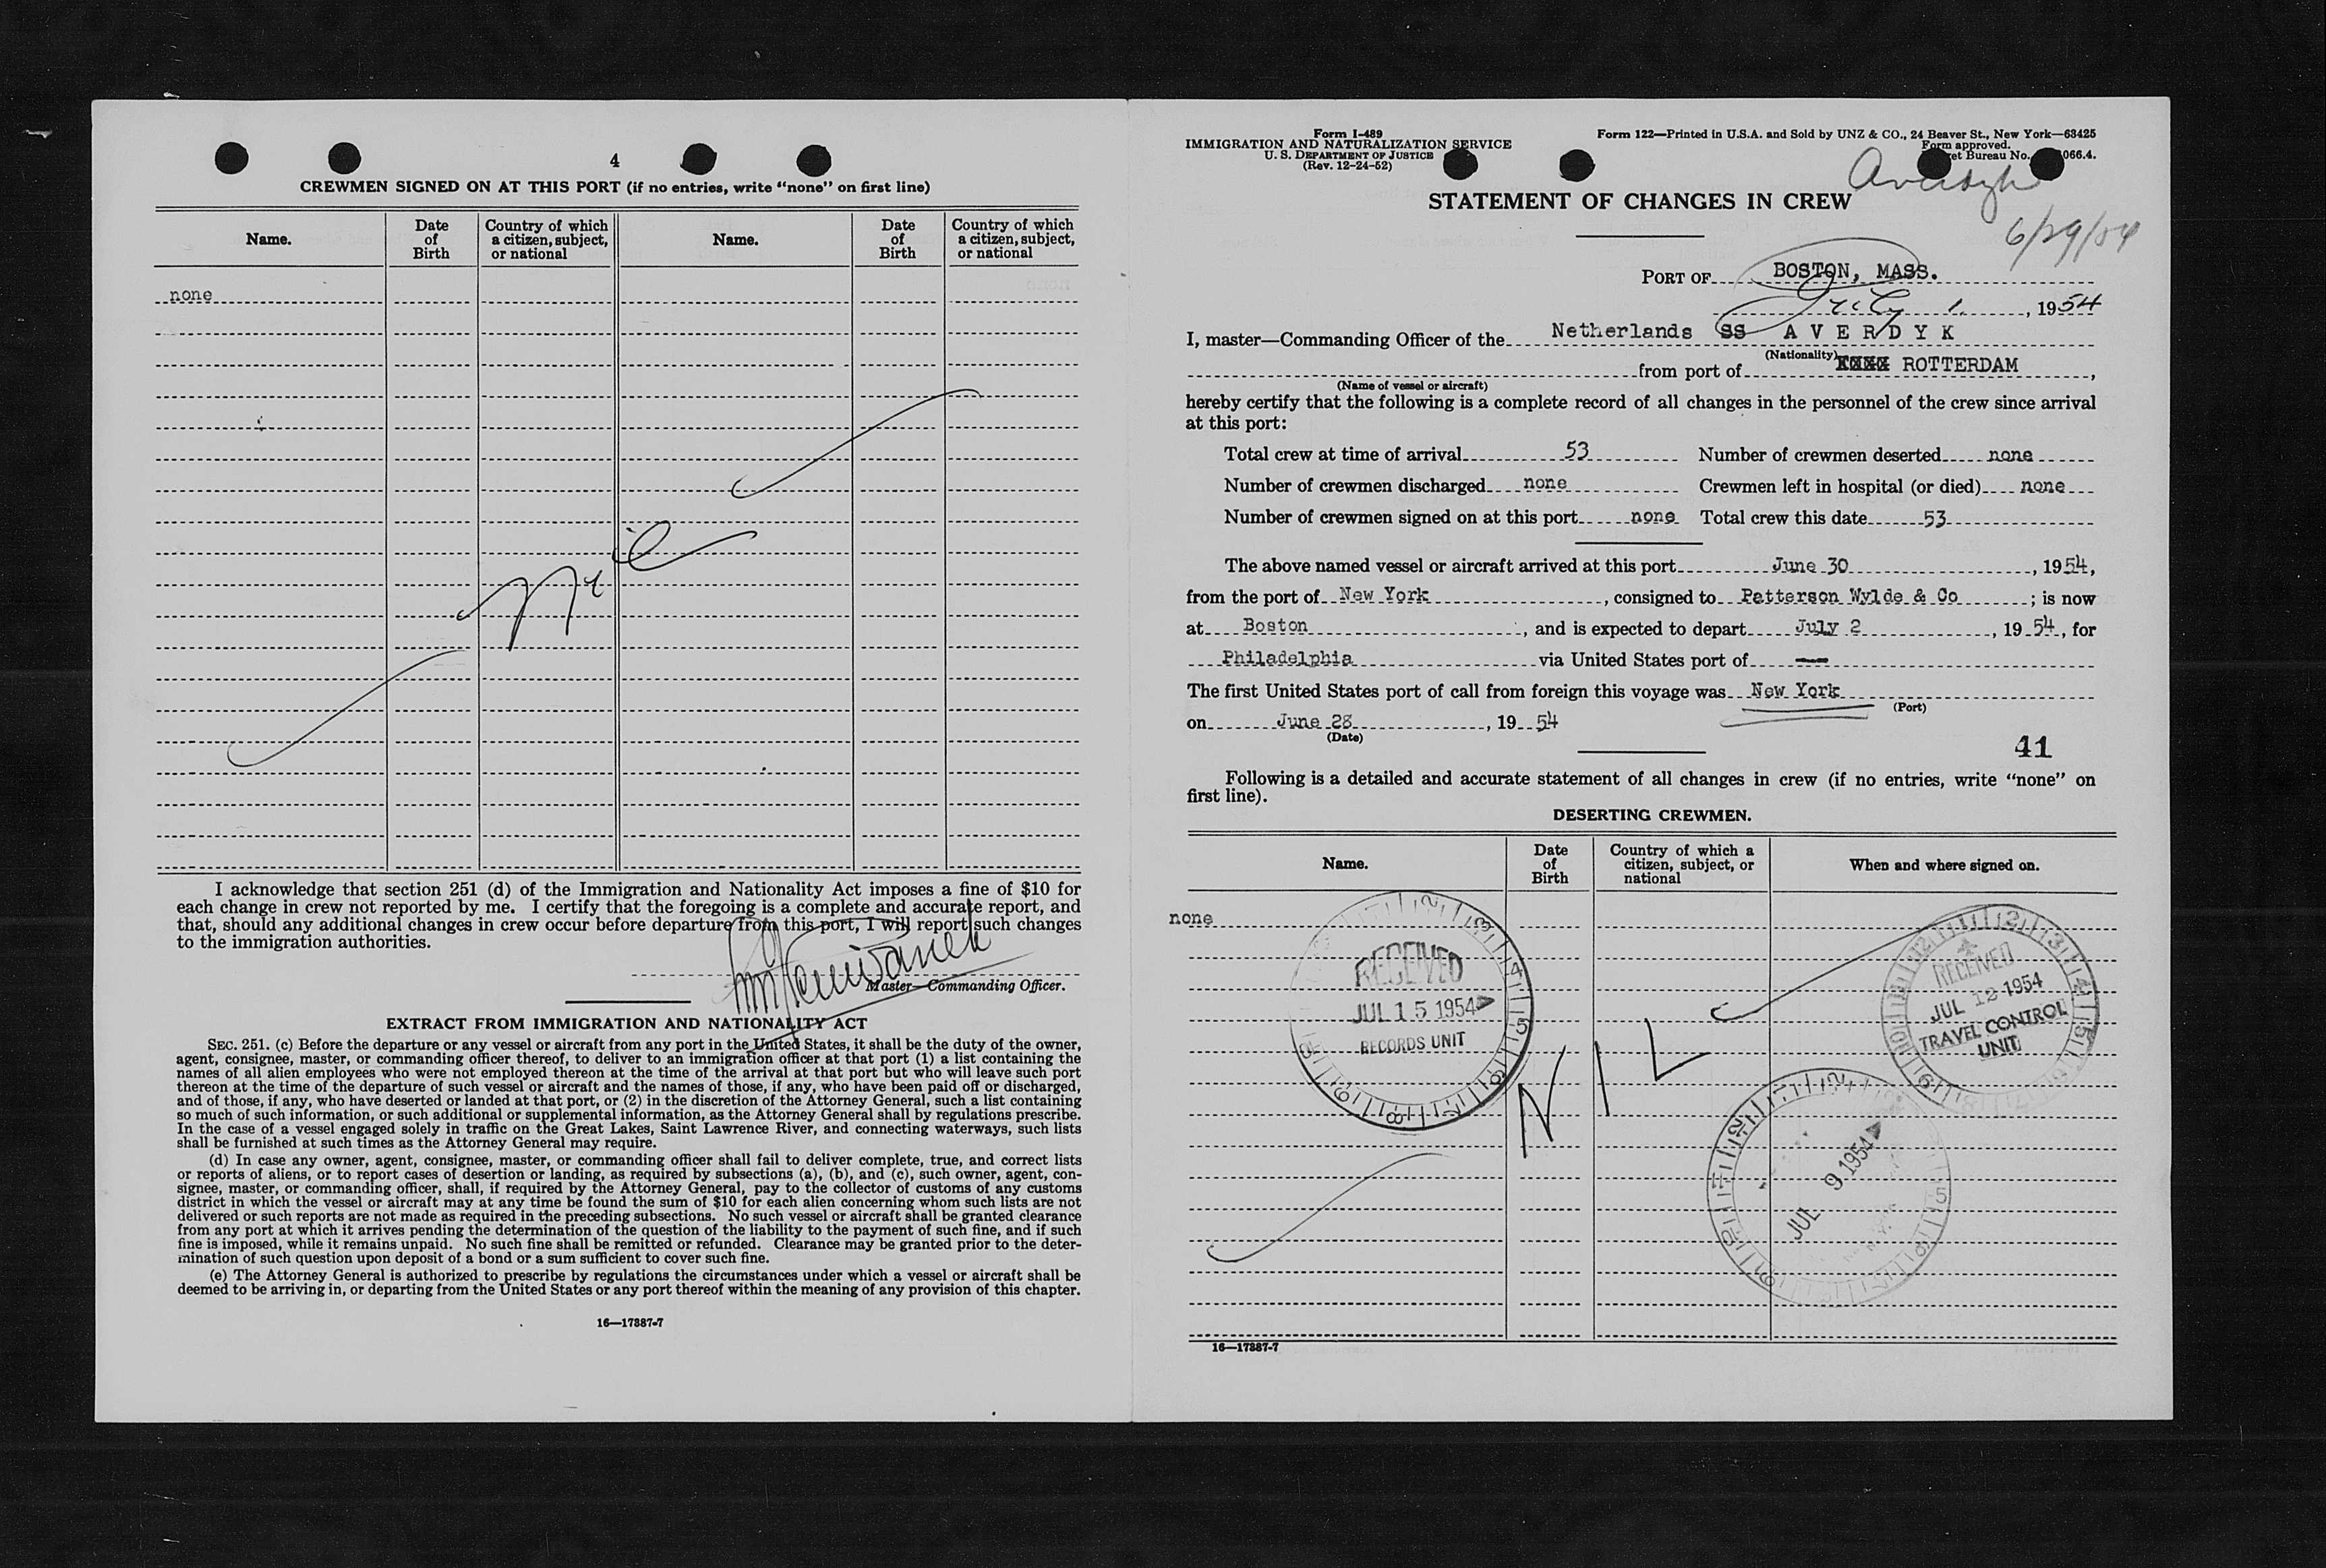 4
CREWMEN SIGNED ON AT THIS PORT (if no entries, write “none” on first line)
Name. Date of Birth Country of which a citizen, subject, or national Name. Date of Birth Country of which a citizen, subject, or national
none
Nil
I acknowledge that section 251 (d) of the Immigration and Nationality Act imposes a fine of $10 for
each change in crew not reported by me. I certify that the foregoing is a complete and accurate report, and
that, should any additional changes in crew occur before departure from this port, I will report such changes
to the immigration authorities.
Master—Commanding Officer.
EXTRACT FROM IMMIGRATION AND NATIONALITY ACT
SEC. 251. (c) Before the departure or any vessel or aircraft from any port in the United States, it shall be the duty of the owner,
agent, consignee, master, or commanding officer thereof, to deliver to an immigration officer at that port (1) a list containing the
names of all alien employees who were not employed thereon at the time of the arrival at that port but who will leave such port
thereon at the time of the departure of such vessel or aircraft and the names of those, if any, who have been paid off or discharged,
and of those, if any, who have deserted or landed at that port, or (2) in the discretion of the Attorney General, such a list containing
so much of such information, or such additional or supplemental information, as the Attorney General shall by regulations prescribe.
In the case of a vessel engaged solely in traffic on the Great Lakes, Saint Lawrence River, and connecting waterways, such lists
shall be furnished at such times as the Attorney General may require.
(d) In case any owner, agent, consignee, master, or commanding officer shall fail to deliver complete, true, and correct lists
or reports of aliens, or to report cases of desertion or landing, as required by subsections (a), (b), and (c), such owner, agent, con-
signee, master, or commanding officer, shall, if required by the Attorney General, pay to the collector of customs of any customs
district in which the vessel or aircraft may at any time be found the sum of $10 for each alien concerning whom such lists are not
delivered or such reports are not made as required in the preceding subsections. No such vessel or aircraft shall be granted clearance
from any port at which it arrives pending the determination of the question of the liability to the payment of such fine, and if such
fine is imposed, while it remains unpaid. No such fine shall be remitted or refunded. Clearance may be granted prior to the deter-
mination of such question upon deposit of a bond or a sum sufficient to cover such fine.
(e) The Attorney General is authorized to prescribe by regulations the circumstances under which a vessel or aircraft shall be
deemed to be arriving in, or departing from the United States or any port thereof within the meaning of any provision of this chapter.
16—17887-7
Form I-489
IMMIGRATION AND NATURALIZATION SERVICE
U. S. DEPARTMENT OF JUSTICE
(Rev. 12-24-52)
Form 122—Printed in U.S.A. and Sold by UNZ & CO., 24 Beaver St., New York—63425
Form approved.
Bureau No. 066.4.
Averdyk
6/29/54
STATEMENT OF CHANGES IN CREW
PORT OF BOSTON, MASS.
July 1. , 1954
I, master—Commanding Officer of the Netherlands SS A V E R D Y K
(Nationality)
from port of ROTTERDAM ,
(Name of vessel or aircraft)
hereby certify that the following is a complete record of all changes in the personnel of the crew since arrival
at this port:
Total crew at time of arrival 53 Number of crewmen deserted none
Number of crewmen discharged none Crewmen left in hospital (or died) none
Number of crewmen signed on at this port none Total crew this date 53
The above named vessel or aircraft arrived at this port June 30 , 1954,
from the port of New York , consigned to Patterson Wylde & Co ; is now
at Boston , and is expected to depart July 2 , 19 54, for
Philadelphia via United States port of —
The first United States port of call from foreign this voyage was New York
(Port)
on June 28 , 19 54
(Date)
41
Following is a detailed and accurate statement of all changes in crew (if no entries, write “none” on
first line).
DESERTING CREWMEN.
Name. Date of Birth Country of which a citizen, subject, or national When and where signed on.
none
RECEIVED
JUL 15 1954
RECORDS UNIT
RECEIVED
JUL 12 1954
TRAVEL CONTROL
UNIT
NIL
JUL 9 1954
16—17887-7